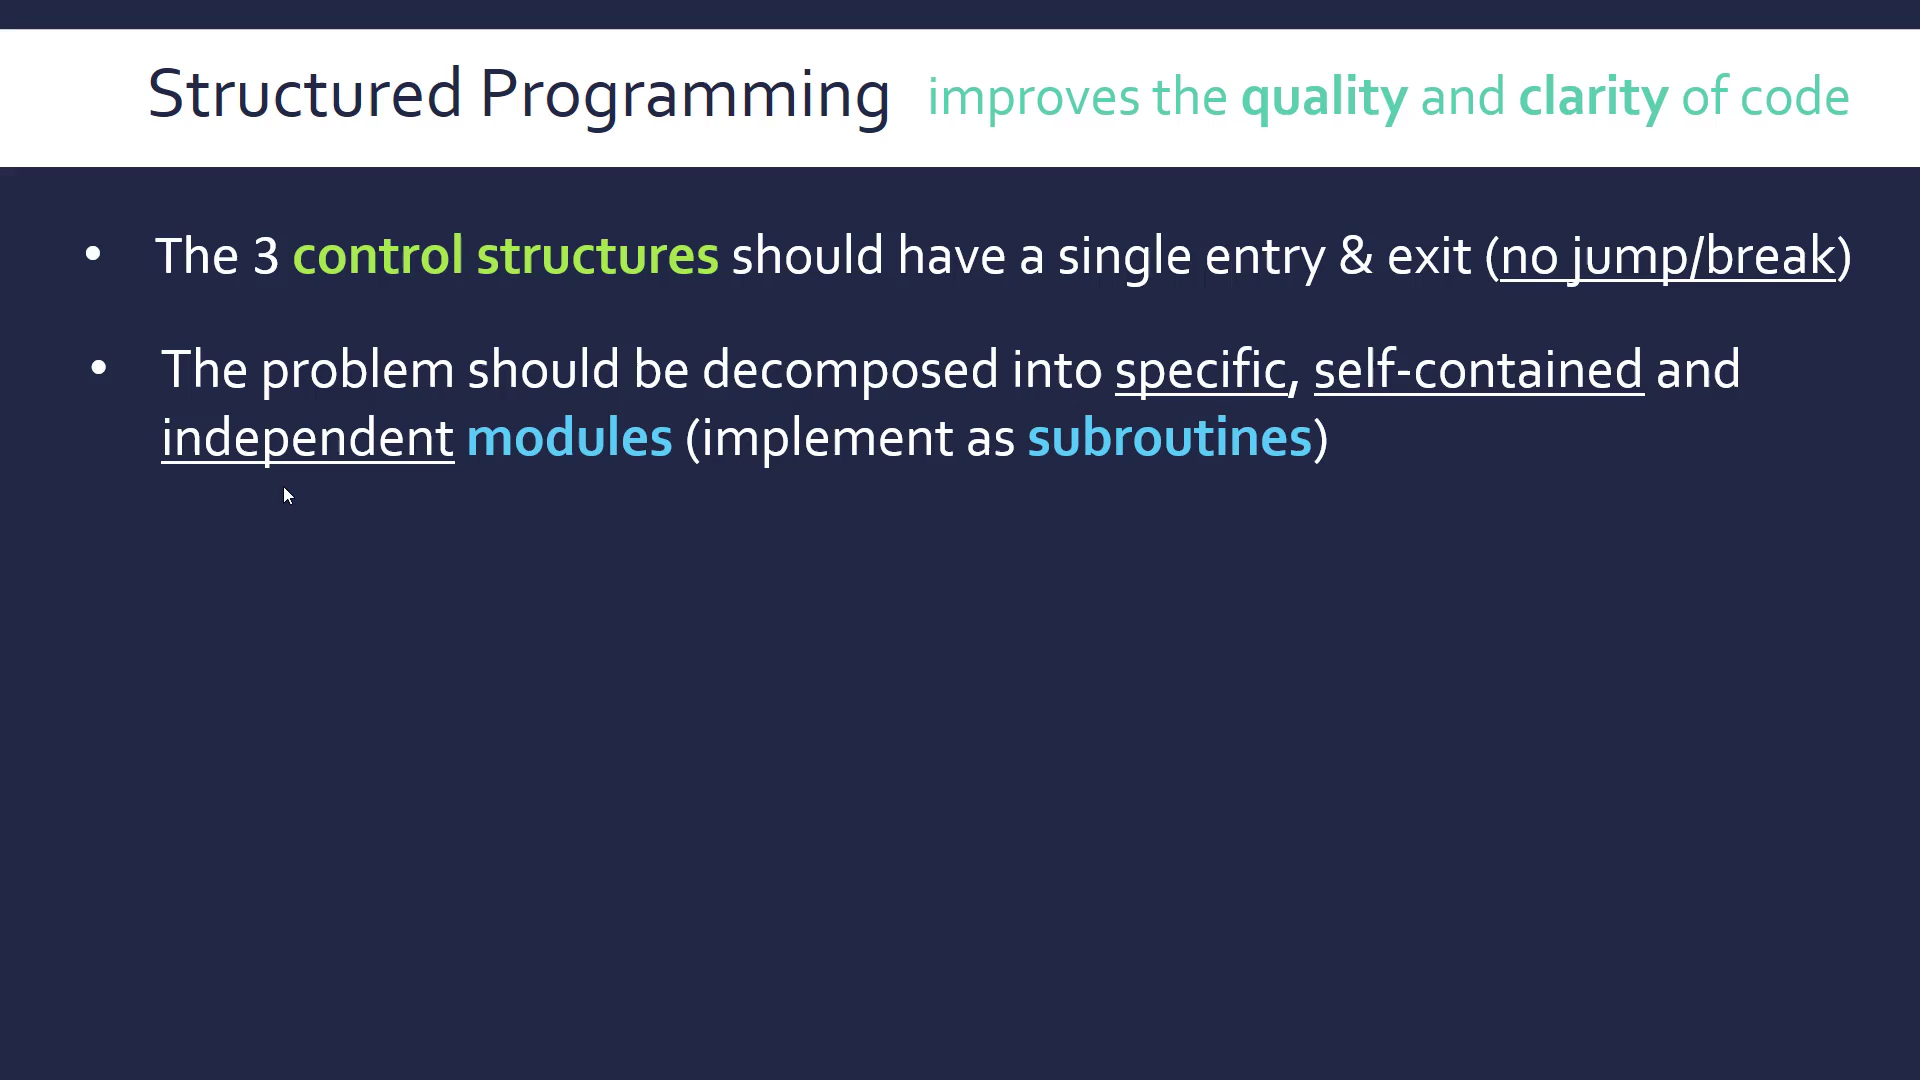 Structured Programming improves the quality and clarity of code
• The 3 control structures should have a single entry & exit (no jump/break)
• The problem should be decomposed into specific, self-contained and
independent modules (implement as subroutines)